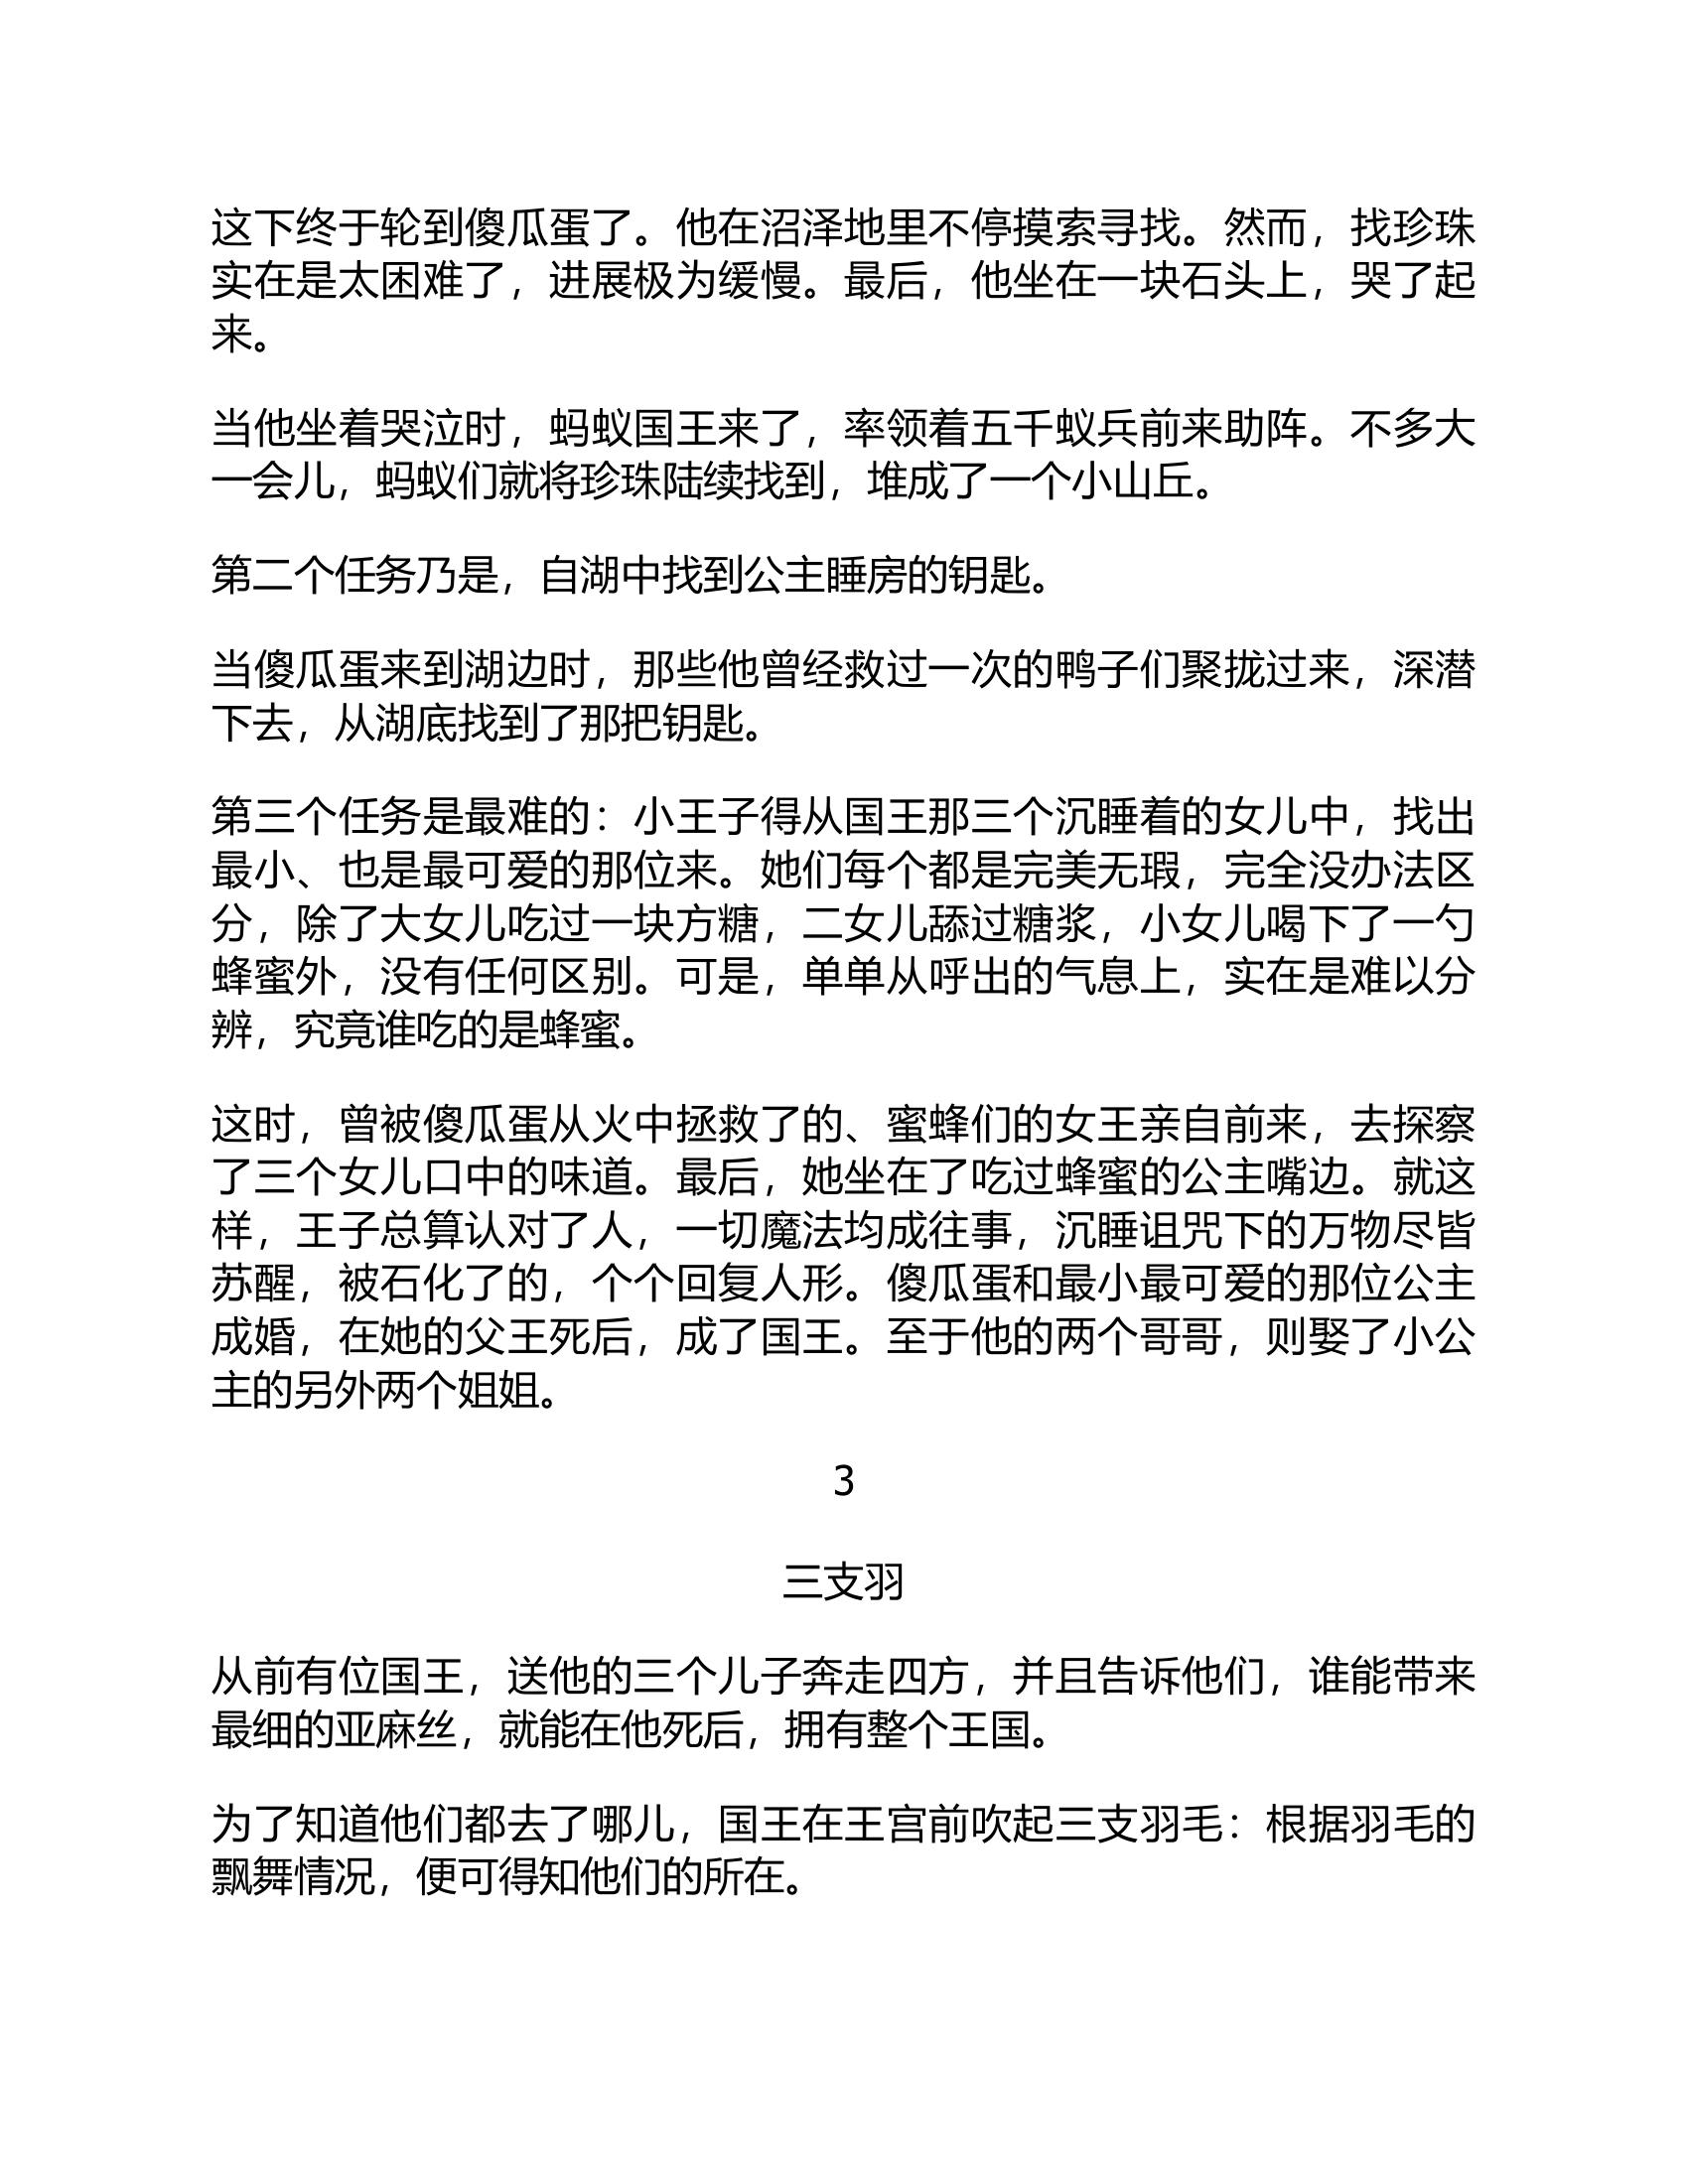 这下终于轮到傻瓜蛋了。他在沼泽地里不停摸索寻找。然而，找珍珠
实在是太困难了，进展极为缓慢。最后，他坐在一块石头上，哭了起
来。
当他坐着哭泣时，蚂蚁国王来了，率领着五千蚁兵前来助阵。不多大
一会儿，蚂蚁们就将珍珠陆续找到，堆成了一个小山丘。
第二个任务乃是，自湖中找到公主睡房的钥匙。
当傻瓜蛋来到湖边时，那些他曾经救过一次的鸭子们聚拢过来，深潜
下去，从湖底找到了那把钥匙。
第三个任务是最难的：小王子得从国王那三个沉睡着的女儿中，找出
最小、也是最可爱的那位来。她们每个都是完美无瑕，完全没办法区
分，除了大女儿吃过一块方糖，二女儿舔过糖浆，小女儿喝下了一勺
蜂蜜外，没有任何区别。可是，单单从呼出的气息上，实在是难以分
辨，究竟谁吃的是蜂蜜。
这时，曾被傻瓜蛋从火中拯救了的、蜜蜂们的女王亲自前来，去探察
了三个女儿口中的味道。最后，她坐在了吃过蜂蜜的公主嘴边。就这
样，王子总算认对了人，一切魔法均成往事，沉睡诅咒下的万物尽皆
苏醒，被石化了的，个个回复人形。傻瓜蛋和最小最可爱的那位公主
成婚，在她的父王死后，成了国王。至于他的两个哥哥，则娶了小公
主的另外两个姐姐。
3
三支羽
从前有位国王，送他的三个儿子奔走四方，并且告诉他们，谁能带来
最细的亚麻丝，就能在他死后，拥有整个王国。
为了知道他们都去了哪儿，国王在王宫前吹起三支羽毛：根据羽毛的
飘舞情况，便可得知他们的所在。